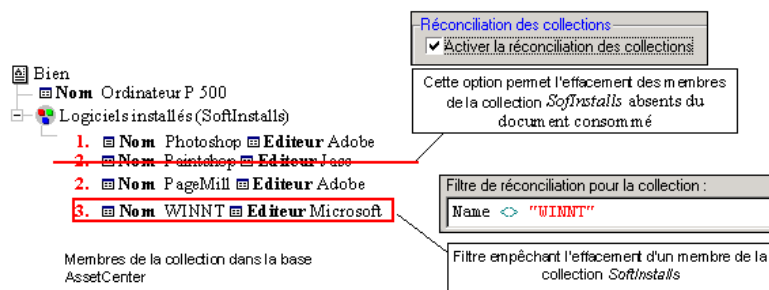 Réconciliation des collections
Activer la réconciliation des collections
Bien
Nom Ordinateur P 500
Logiciels installés (SoftInstalls)
Cette option permet l'effacement des membres
de la collection SofInstalls absents du
document consommé
1. Nom Photoshop Editeur Adobe
2. Nom Paintshop Editeur Jasc
2. Nom PageMill Editeur Adobe
3. Nom WINNT Editeur Microsoft
Filtre de réconciliation pour la collection :
Name <> "WINNT"
Filtre empêchant l'effacement d'un membre de la
collection SoftInstalls
Membres de la collection dans la base
AssetCenter